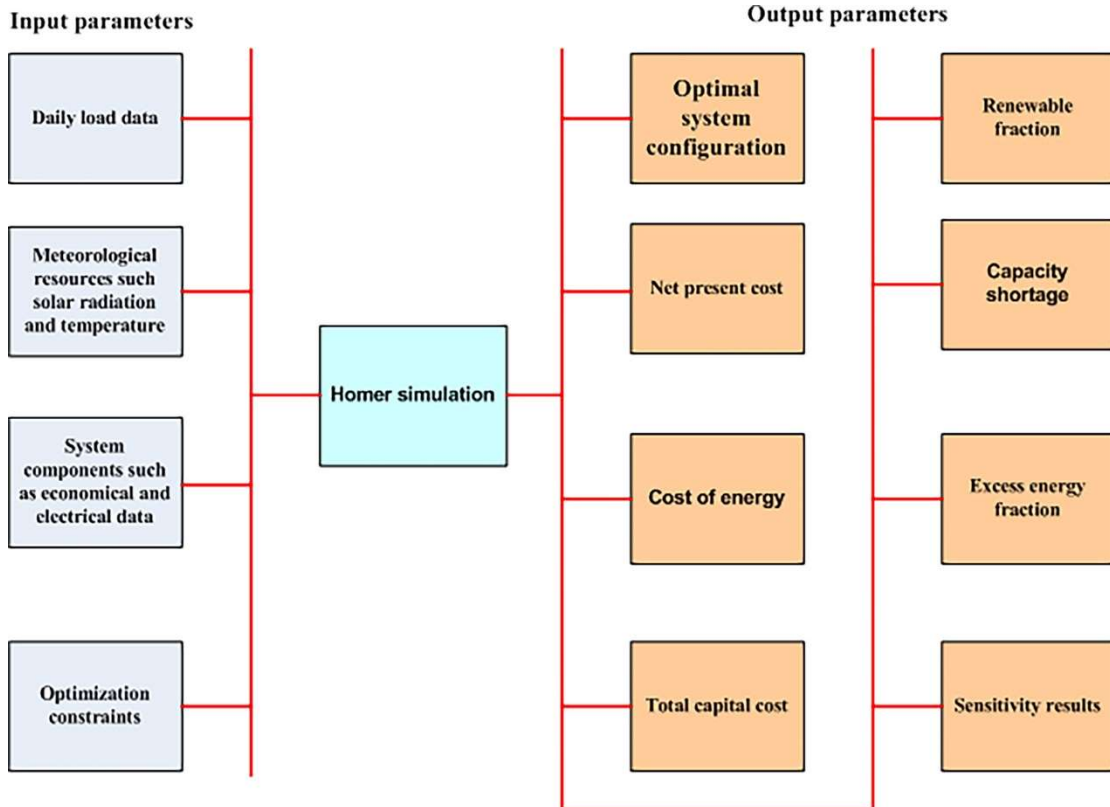 Input parameters
Output parameters
Daily load data
Meteorological
resources such
solar radiation
and temperature
System
components such
as economical and
electrical data
Optimization
constraints
Homer simulation
Optimal
system
configuration
Net present cost
Cost of energy
Total capital cost
Renewable
fraction
Capacity
shortage
Excess energy
fraction
Sensitivity results